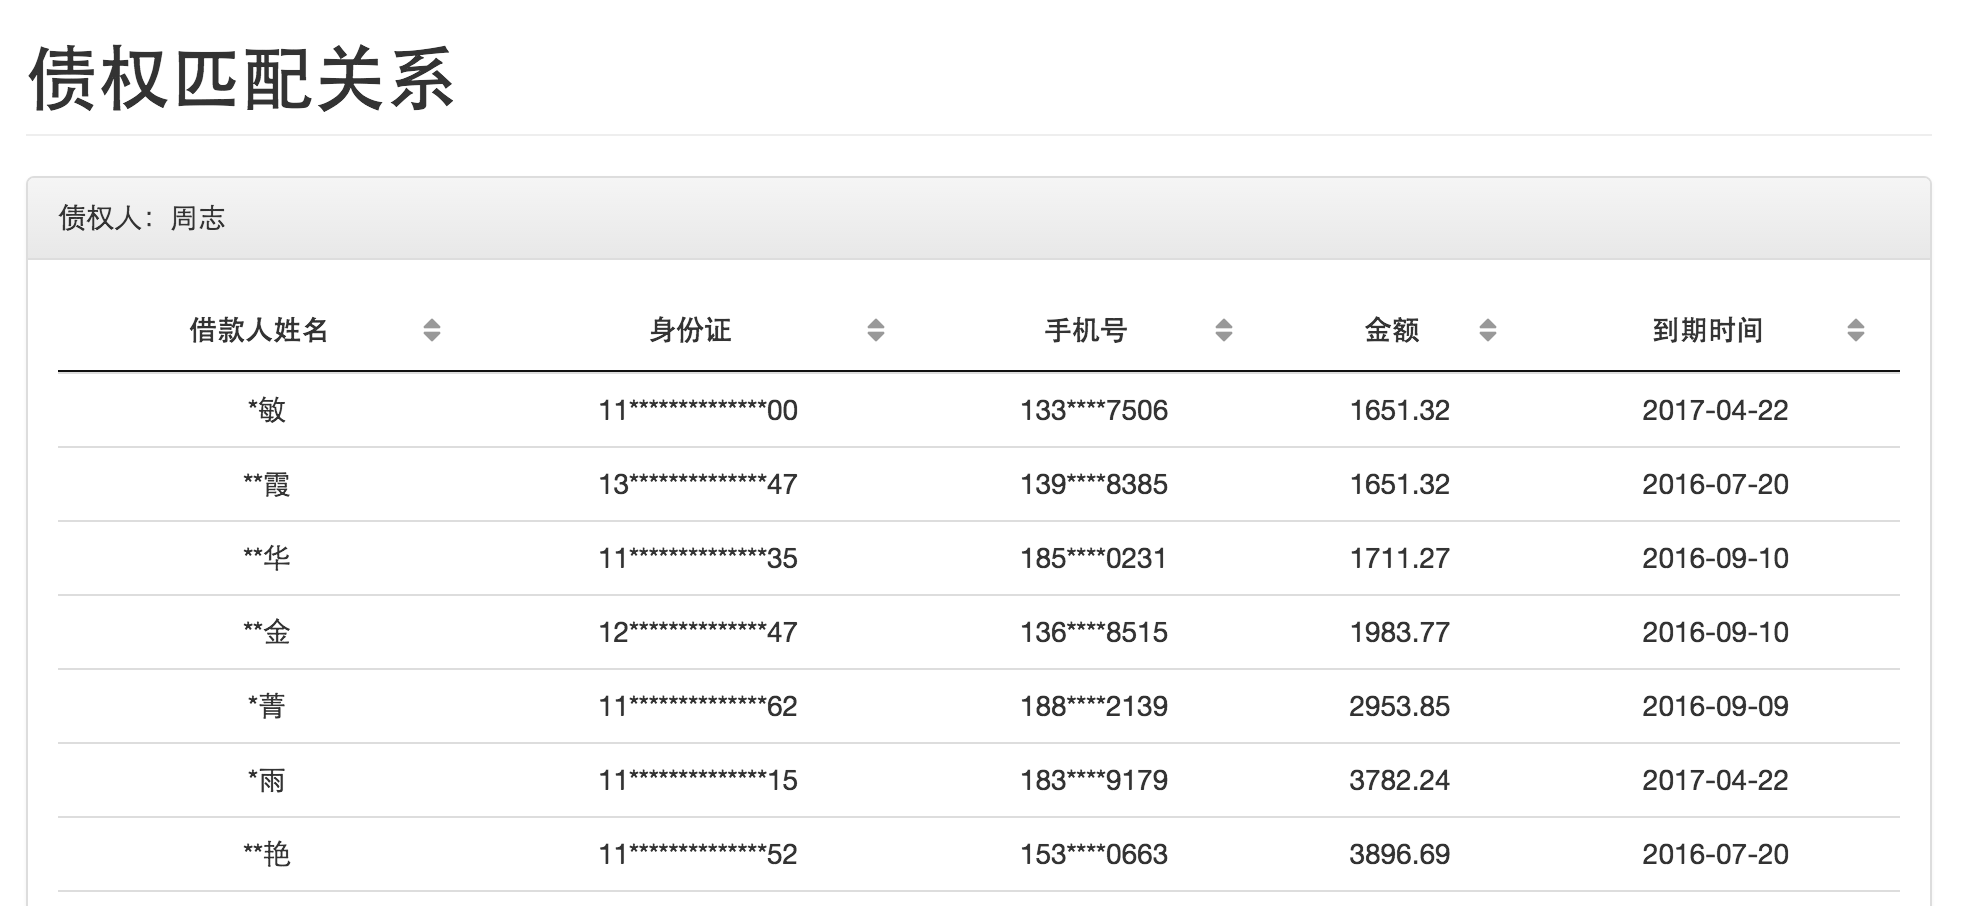 债权匹配关系
债权人：周志
借款人姓名 身份证 手机号 金额 到期时间
*敏 11**************00 133****7506 1651.32 2017-04-22
**霞 13**************47 139****8385 1651.32 2016-07-20
**华 11**************35 185****0231 1711.27 2016-09-10
**金 12**************47 136****8515 1983.77 2016-09-10
*菁 11**************62 188****2139 2953.85 2016-09-09
*雨 11**************15 183****9179 3782.24 2017-04-22
**艳 11**************52 153****0663 3896.69 2016-07-20